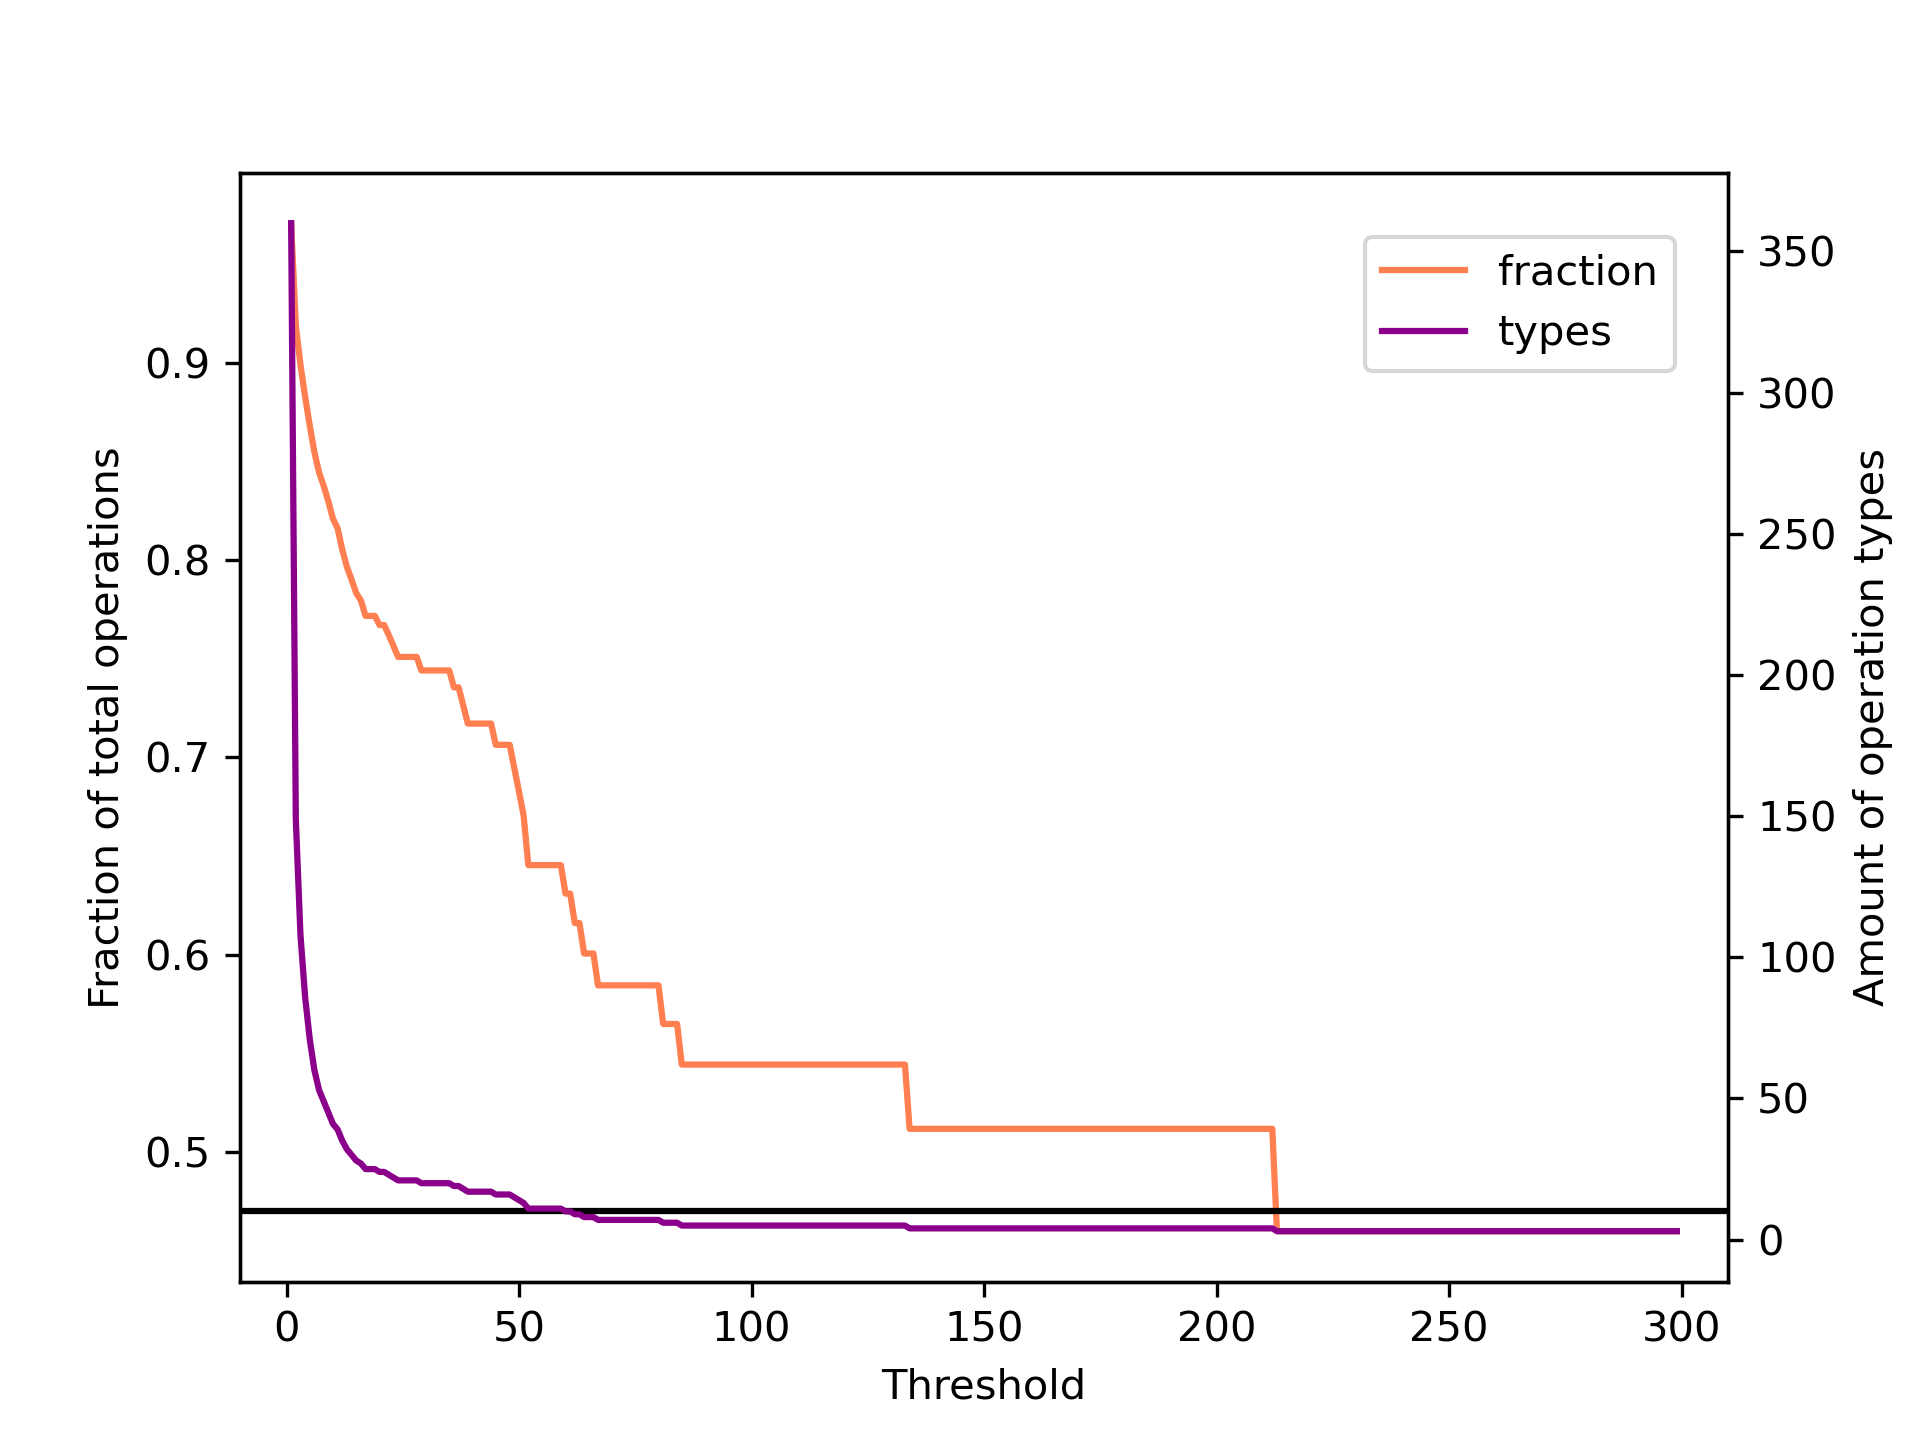 fraction
types
0.9
0.8
0.7
0.6
0.5
Fraction of total operations
350
300
250
200
150
100
50
0
Amount of operation types
0 50 100 150 200 250 300
Threshold